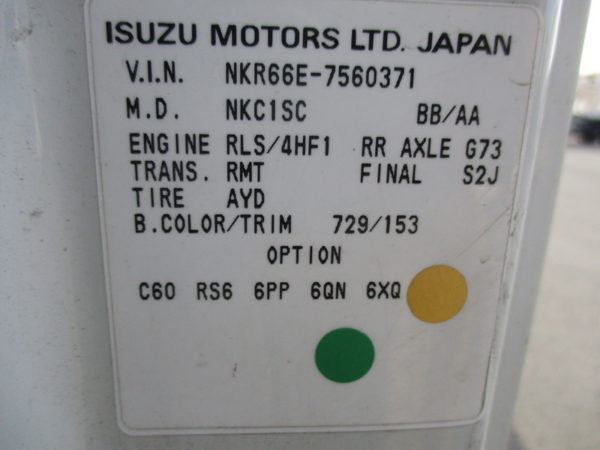 ISUZU MOTORS LTD. JAPAN
V.I.N. NKR66E-7560371
M.D. NKC1SC BB/AA
ENGINE RLS/4HF1 RR AXLE G73
TRANS. RMT FINAL S2J
TIRE AYD
B.COLOR/TRIM 729/153
OPTION
C60 RS6 6PP 6QN 6XQ